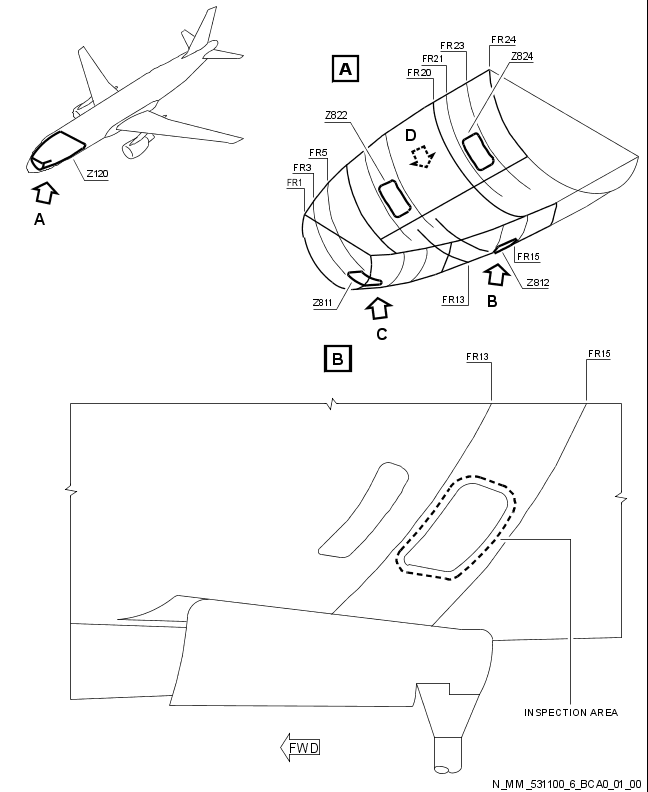 Z120
A
A
FR24
FR23
Z824
FR21
FR20
Z822
D
FR5
FR3
FR1
FR15
Z812
FR13
B
Z811
C
B
FR13
FR15
INSPECTION AREA
FWD
N_MM_531100_6_BCA0_01_00